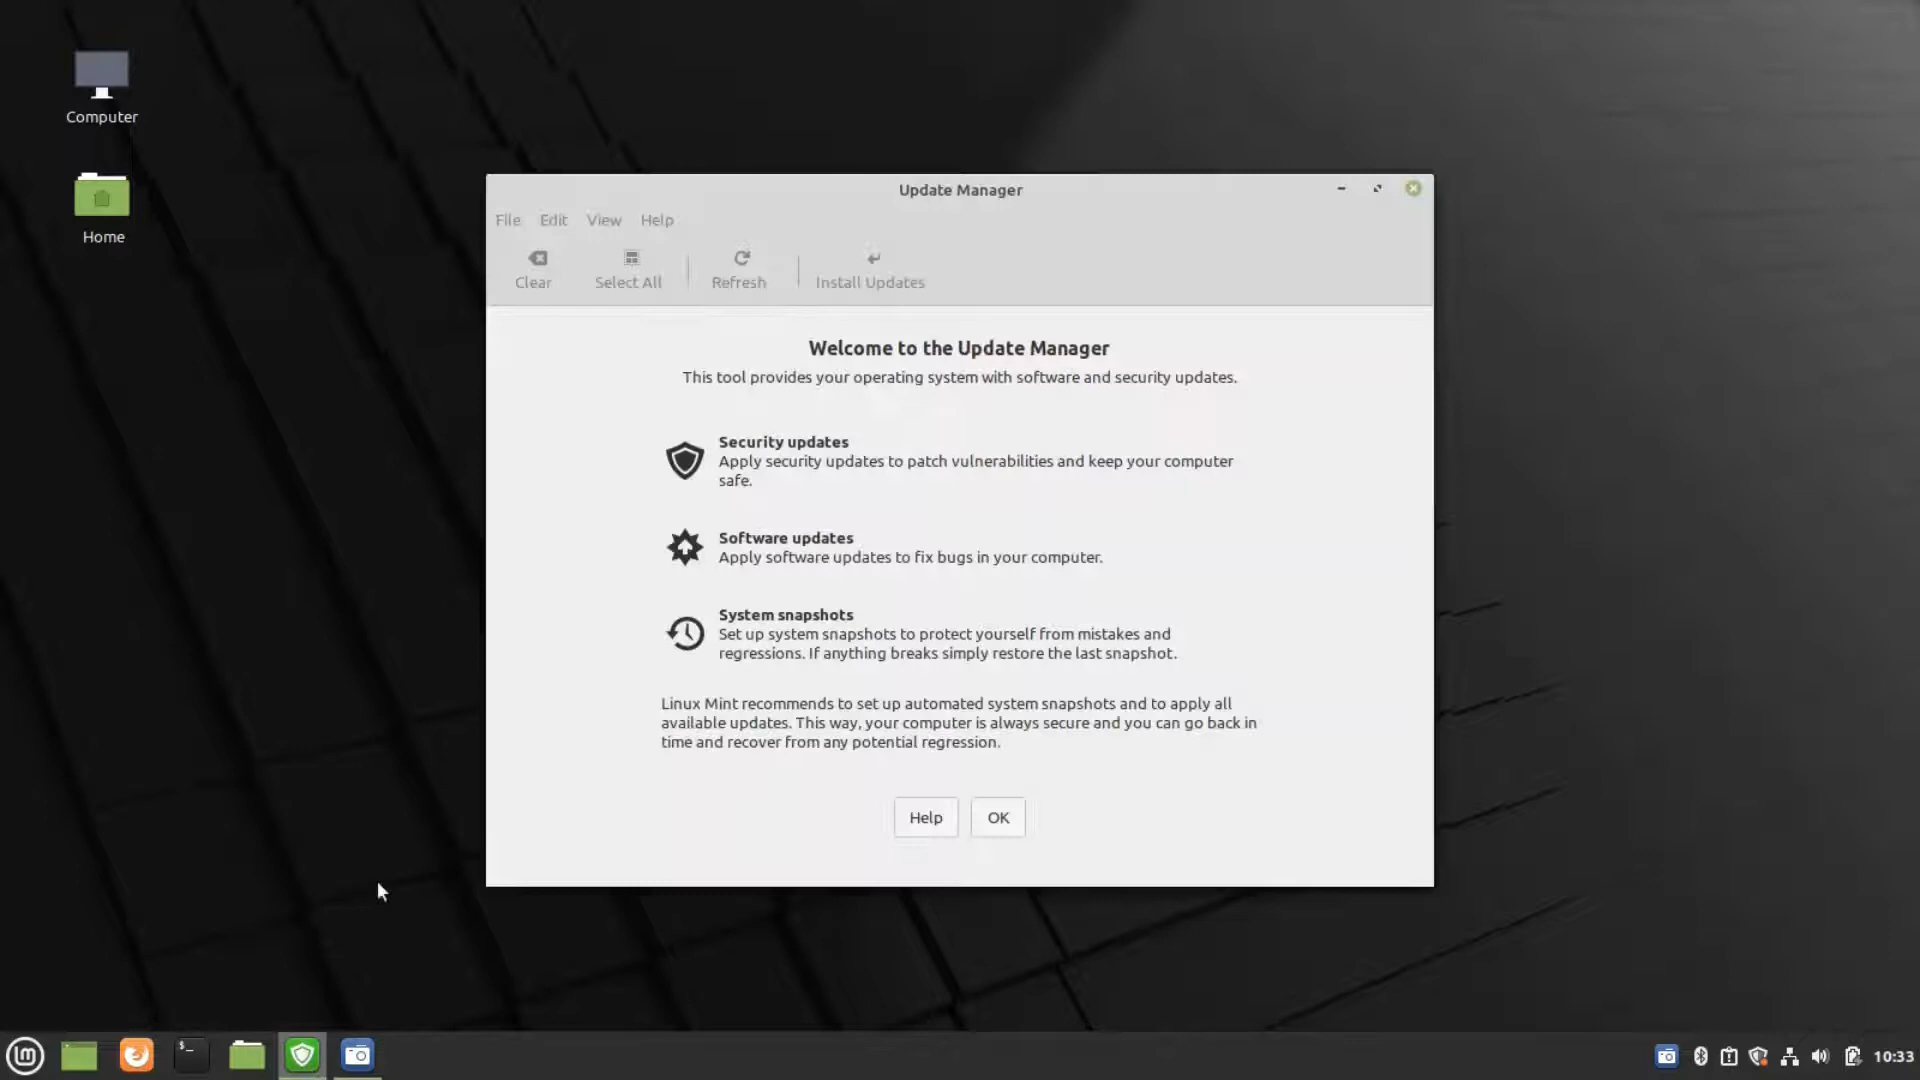 Computer
Home
Update Manager
File Edit View Help
Clear Select All Refresh Install Updates
Welcome to the Update Manager
This tool provides your operating system with software and security updates.
Security updates
Apply security updates to patch vulnerabilities and keep your computer
safe.
Software updates
Apply software updates to fix bugs in your computer.
System snapshots
Set up system snapshots to protect yourself from mistakes and
regressions. If anything breaks simply restore the last snapshot.
Linux Mint recommends to set up automated system snapshots and to apply all
available updates. This way, your computer is always secure and you can go back in
time and recover from any potential regression.
Help OK
$_
10:33